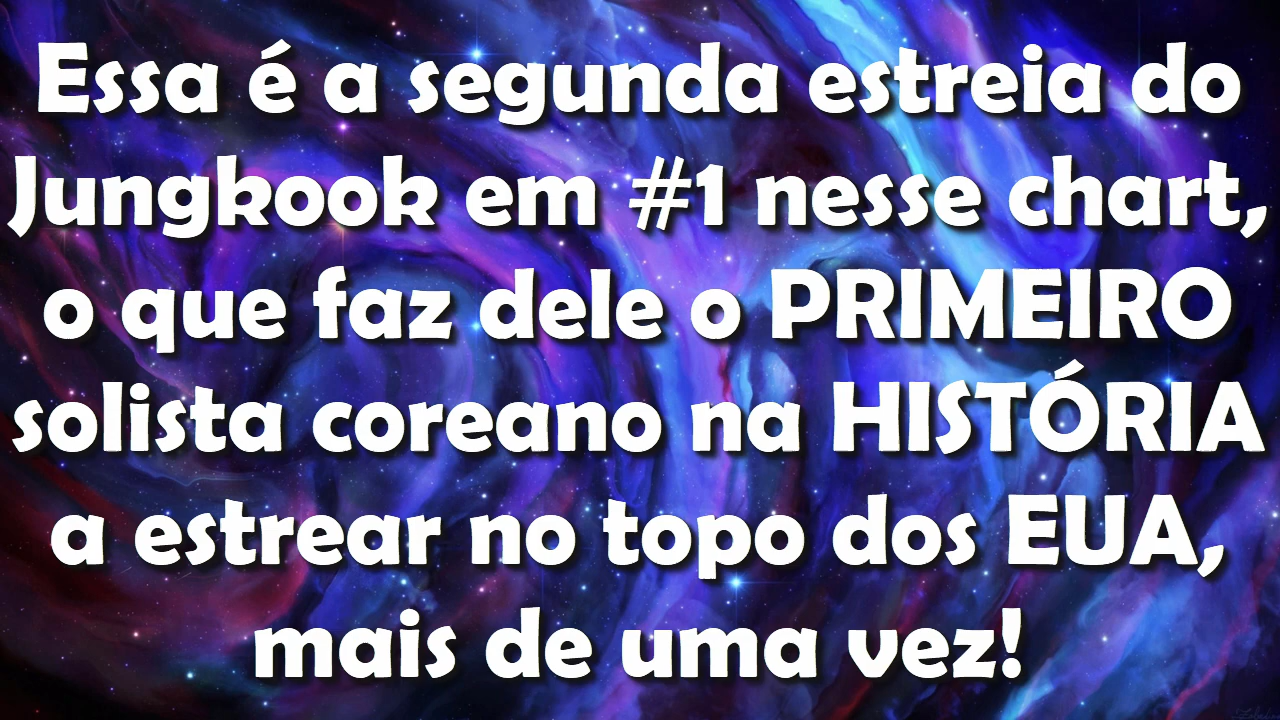 Essa é a segunda estreia do
Jungkook em #1 nesse chart,
o que faz dele o PRIMEIRO
solista coreano na HISTÓRIA
a estrear no topo dos EUA,
mais de uma vez!